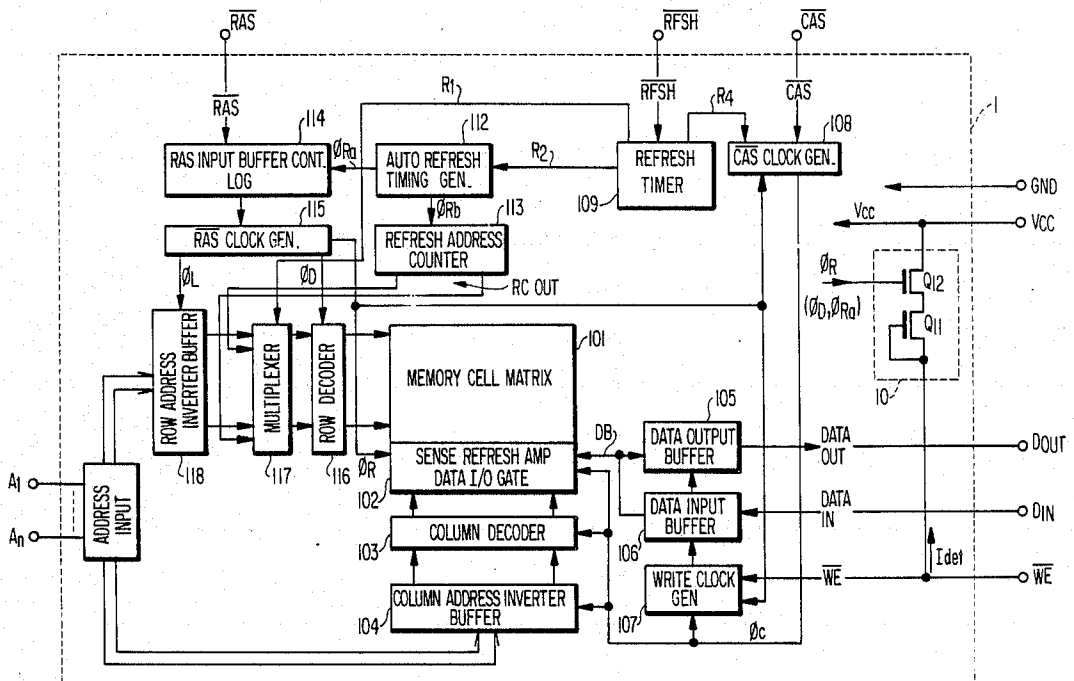 RAS
RFSH
CAS
RAS
RFSH
CAS
R1
R4
1
114
112
108
RAS INPUT BUFFER CONT.
LOG
ØRa
AUTO REFRESH
TIMING GEN.
R2
REFRESH
TIMER
CAS CLOCK GEN.
109
GND
115
ØRb
113
Vcc
VCC
RAS CLOCK GEN.
REFRESH ADDRESS
COUNTER
ØL
ØD
RC OUT
ØR
(ØD,ØRa)
Q12
Q11
10
ROW ADDRESS
INVERTER BUFFER
MULTIPLEXER
ROW DECODER
101
MEMORY CELL MATRIX
105
118
117
116
ØR
SENSE REFRESH AMP
DATA I/O GATE
102
DB
DATA OUTPUT
BUFFER
DATA
OUT
DOUT
A1
An
ADDRESS
INPUT
103
COLUMN DECODER
106
DATA INPUT
BUFFER
DATA
IN
DIN
Idet
104
COLUMN ADDRESS INVERTER
BUFFER
107
WRITE CLOCK
GEN
WE
WE
Øc